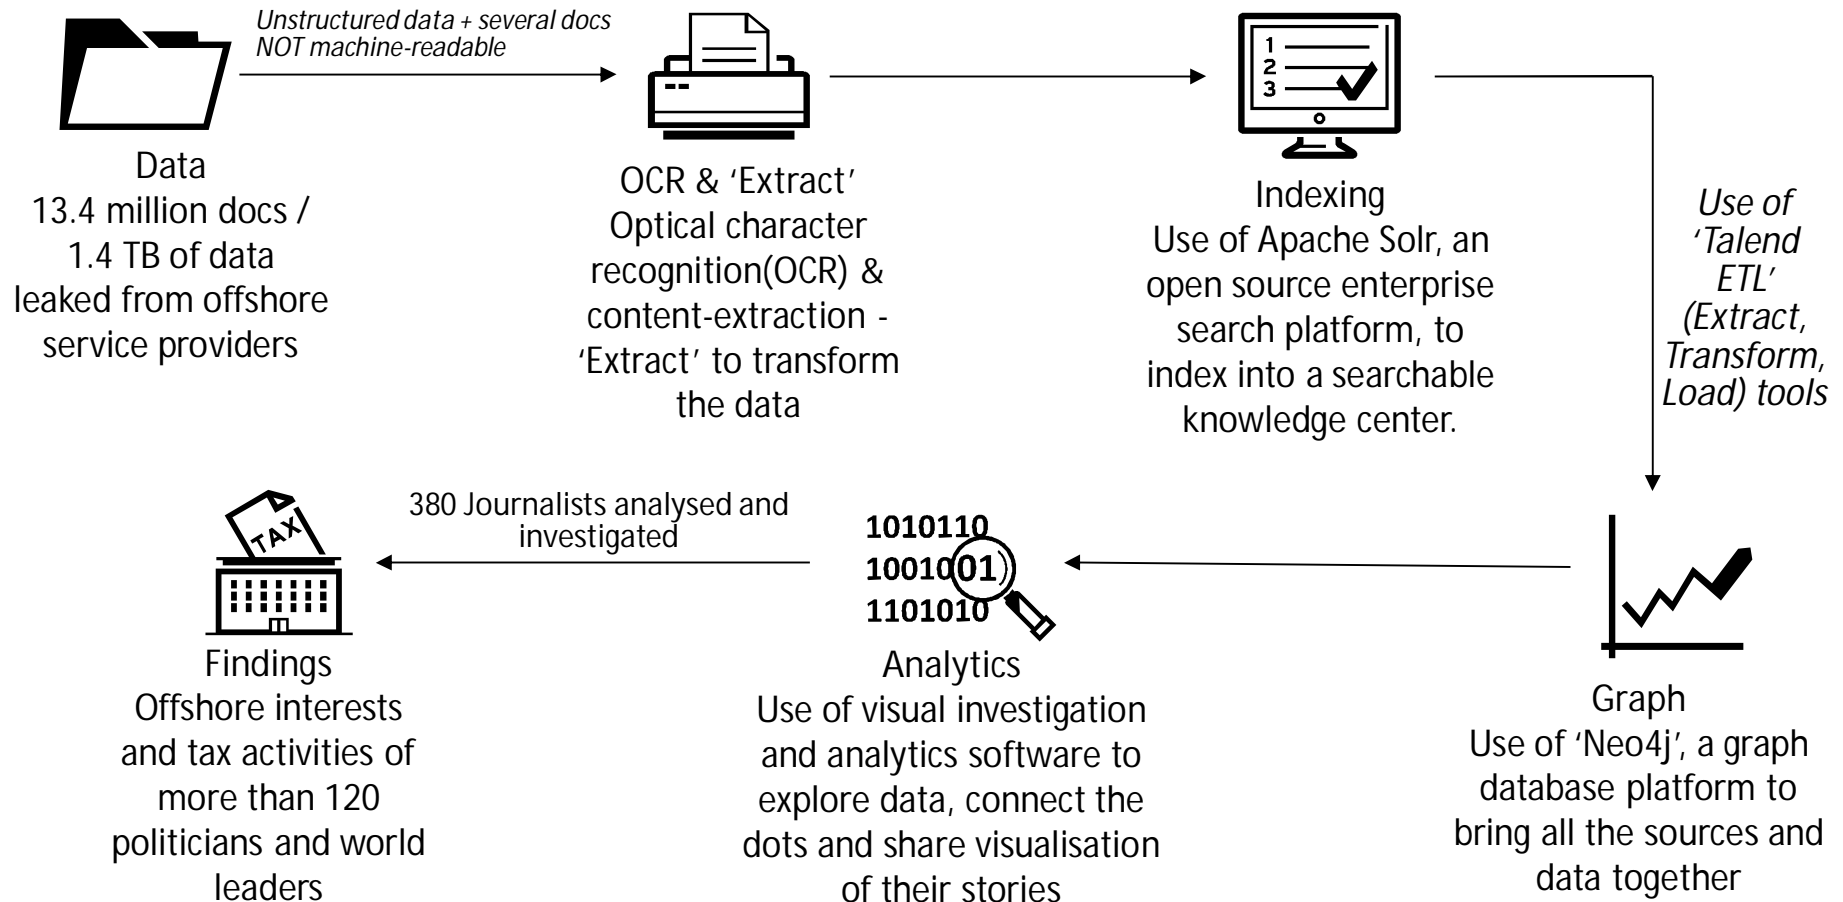 Unstructured data + several docs
NOT machine-readable
Data
13.4 million docs /
1.4 TB of data
leaked from offshore
service providers
OCR & ‘Extract’
Optical character
recognition(OCR) &
content-extraction -
‘Extract’ to transform
the data
1
2
3
Indexing
Use of Apache Solr, an
open source enterprise
search platform, to
index into a searchable
knowledge center.
Use of
‘Talend
ETL’
(Extract,
Transform,
Load) tools
Graph
Use of ‘Neo4j’, a graph
database platform to
bring all the sources and
data together
1010110
1001001
1101010
Analytics
Use of visual investigation
and analytics software to
explore data, connect the
dots and share visualisation
of their stories
380 Journalists analysed and
investigated
TAX
Findings
Offshore interests
and tax activities of
more than 120
politicians and world
leaders